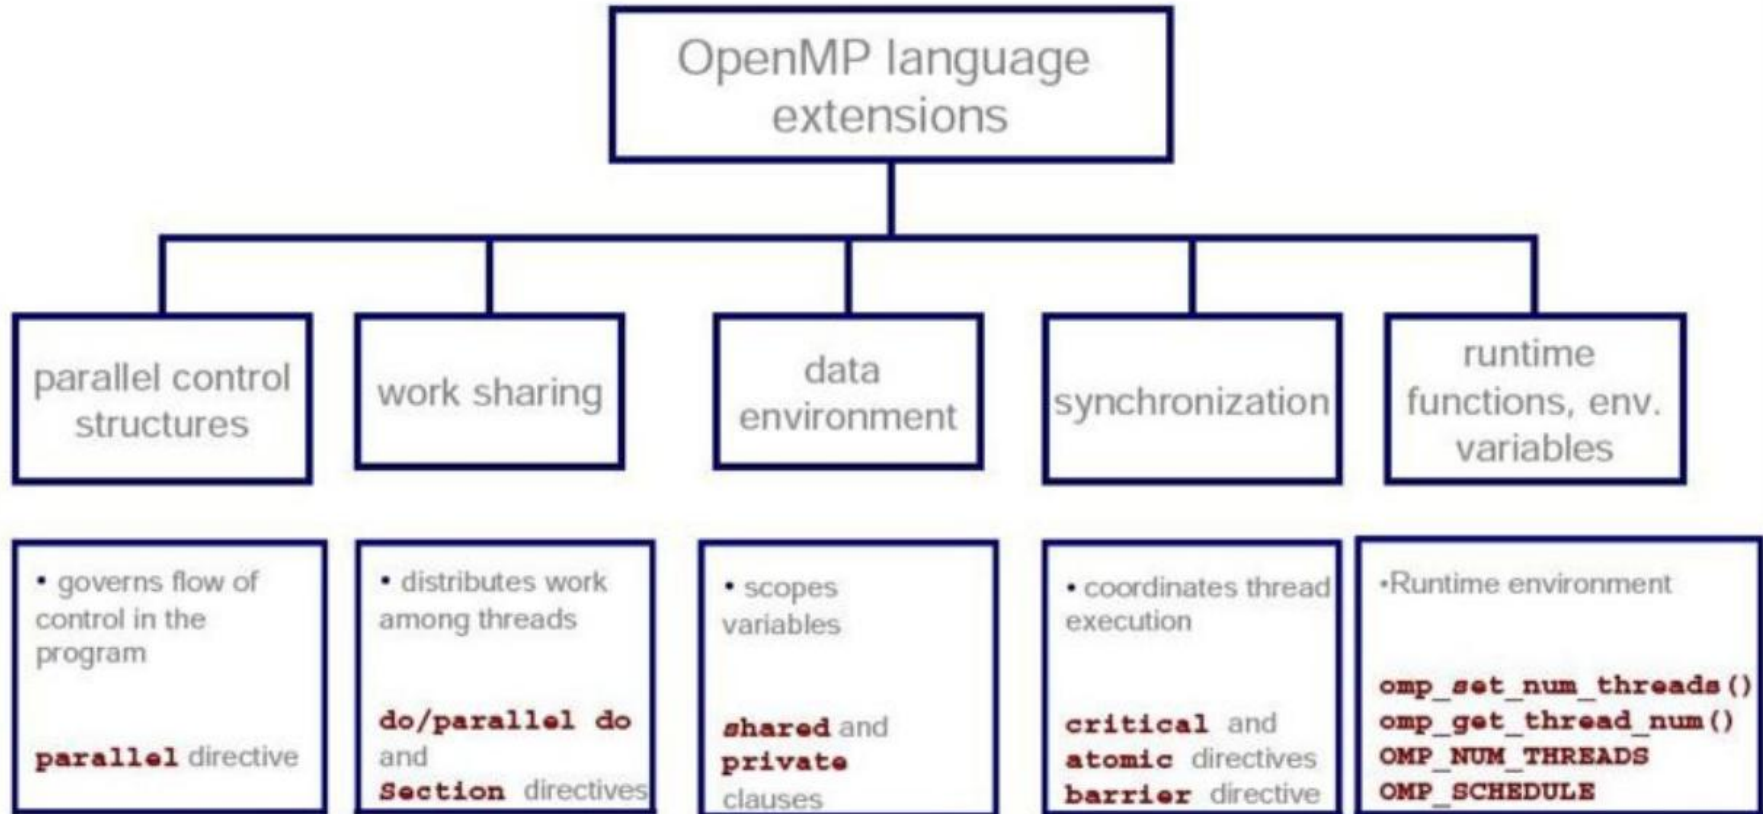 OpenMP language
extensions
parallel control
structures
work sharing
data
environment
synchronization
runtime
functions, env.
variables
• governs flow of
control in the
program
parallel directive
• distributes work
among threads
do/parallel do
and
Section directives
• scopes
variables
shared and
private
clauses
• coordinates thread
execution
critical and
atomic directives
barrier directive
•Runtime environment
omp_set_num_threads()
omp_get_thread_num()
OMP_NUM_THREADS
OMP_SCHEDULE